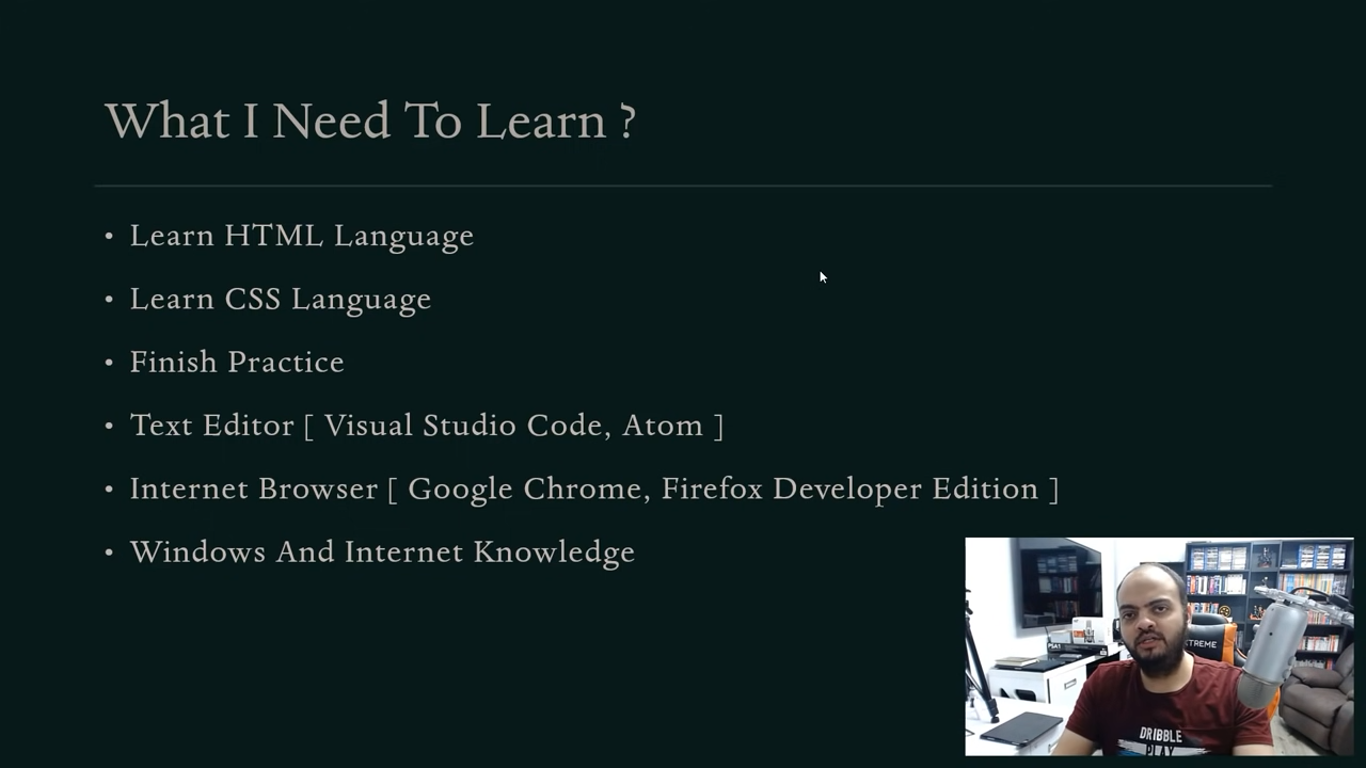 What I Need To Learn ?
• Learn HTML Language
• Learn CSS Language
• Finish Practice
• Text Editor [ Visual Studio Code, Atom ]
• Internet Browser [ Google Chrome, Firefox Developer Edition ]
• Windows And Internet Knowledge
PSA1
XTREME
DRIBBLE
PLAY